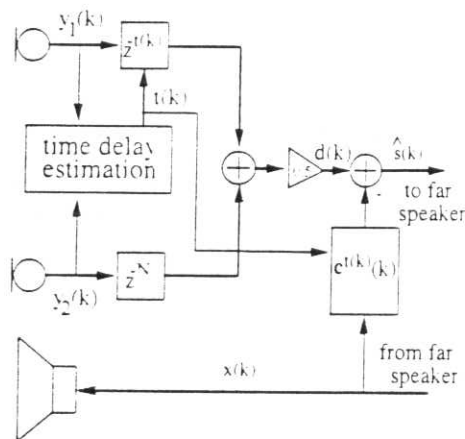 y₁(k)
z^t(k)
t(k)
time delay
estimation
d(k)
ŝ(k)
to far
speaker
z^-N
y₂(k)
c^t(k)(k)
x(k)
from far
speaker